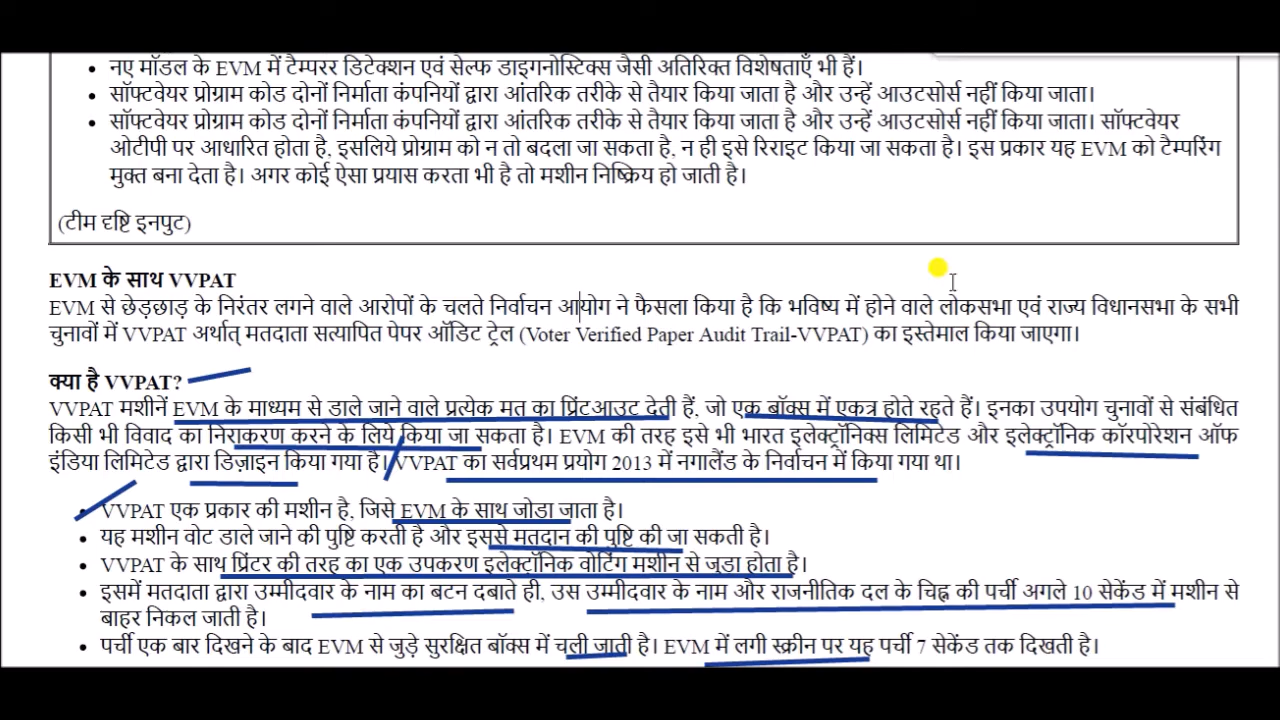 • नए मॉडल के EVM में टैम्परर डिटेक्शन एवं सेल्फ डाइगनोस्टिक्स जैसी अतिरिक्त विशेषताएँ भी हैं।
• सॉफ्टवेयर प्रोग्राम कोड दोनों निर्माता कंपनियों द्वारा आंतरिक तरीके से तैयार किया जाता है और उन्हें आउटसोर्स नहीं किया जाता।
• सॉफ्टवेयर प्रोग्राम कोड दोनों निर्माता कंपनियों द्वारा आंतरिक तरीके से तैयार किया जाता है और उन्हें आउटसोर्स नहीं किया जाता। सॉफ्टवेयर
ओटीपी पर आधारित होता है, इसलिये प्रोग्राम को न तो बदला जा सकता है, न ही इसे रिराइट किया जा सकता है। इस प्रकार यह EVM को टैम्परिंग
मुक्त बना देता है। अगर कोई ऐसा प्रयास करता भी है तो मशीन निष्क्रिय हो जाती है।
(टीम दृष्टि इनपुट)
EVM के साथ VVPAT
EVM से छेड़छाड़ के निरंतर लगने वाले आरोपों के चलते निर्वाचन आयोग ने फैसला किया है कि भविष्य में होने वाले लोकसभा एवं राज्य विधानसभा के सभी
चुनावों में VVPAT अर्थात् मतदाता सत्यापित पेपर ऑडिट ट्रेल (Voter Verified Paper Audit Trail-VVPAT) का इस्तेमाल किया जाएगा।
क्या है VVPAT?
VVPAT मशीनें EVM के माध्यम से डाले जाने वाले प्रत्येक मत का प्रिंटआउट देती हैं, जो एक बॉक्स में एकत्र होते रहते हैं। इनका उपयोग चुनावों से संबंधित
किसी भी विवाद का निराकरण करने के लिये किया जा सकता है। EVM की तरह इसे भी भारत इलेक्ट्रॉनिक्स लिमिटेड और इलेक्ट्रॉनिक कॉरपोरेशन ऑफ
इंडिया लिमिटेड द्वारा डिज़ाइन किया गया है। VVPAT का सर्वप्रथम प्रयोग 2013 में नगालैंड के निर्वाचन में किया गया था।
• VVPAT एक प्रकार की मशीन है, जिसे EVM के साथ जोडा जाता है।
• यह मशीन वोट डाले जाने की पुष्टि करती है और इससे मतदान की पुष्टि की जा सकती है।
• VVPAT के साथ प्रिंटर की तरह का एक उपकरण इलेक्ट्रॉनिक वोटिंग मशीन से जुडा होता है।
• इसमें मतदाता द्वारा उम्मीदवार के नाम का बटन दबाते ही, उस उम्मीदवार के नाम और राजनीतिक दल के चिह्न की पर्ची अगले 10 सेकेंड में मशीन से
बाहर निकल जाती है।
• पर्ची एक बार दिखने के बाद EVM से जुड़े सुरक्षित बॉक्स में चली जाती है। EVM में लगी स्क्रीन पर यह पर्ची 7 सेकेंड तक दिखती है।